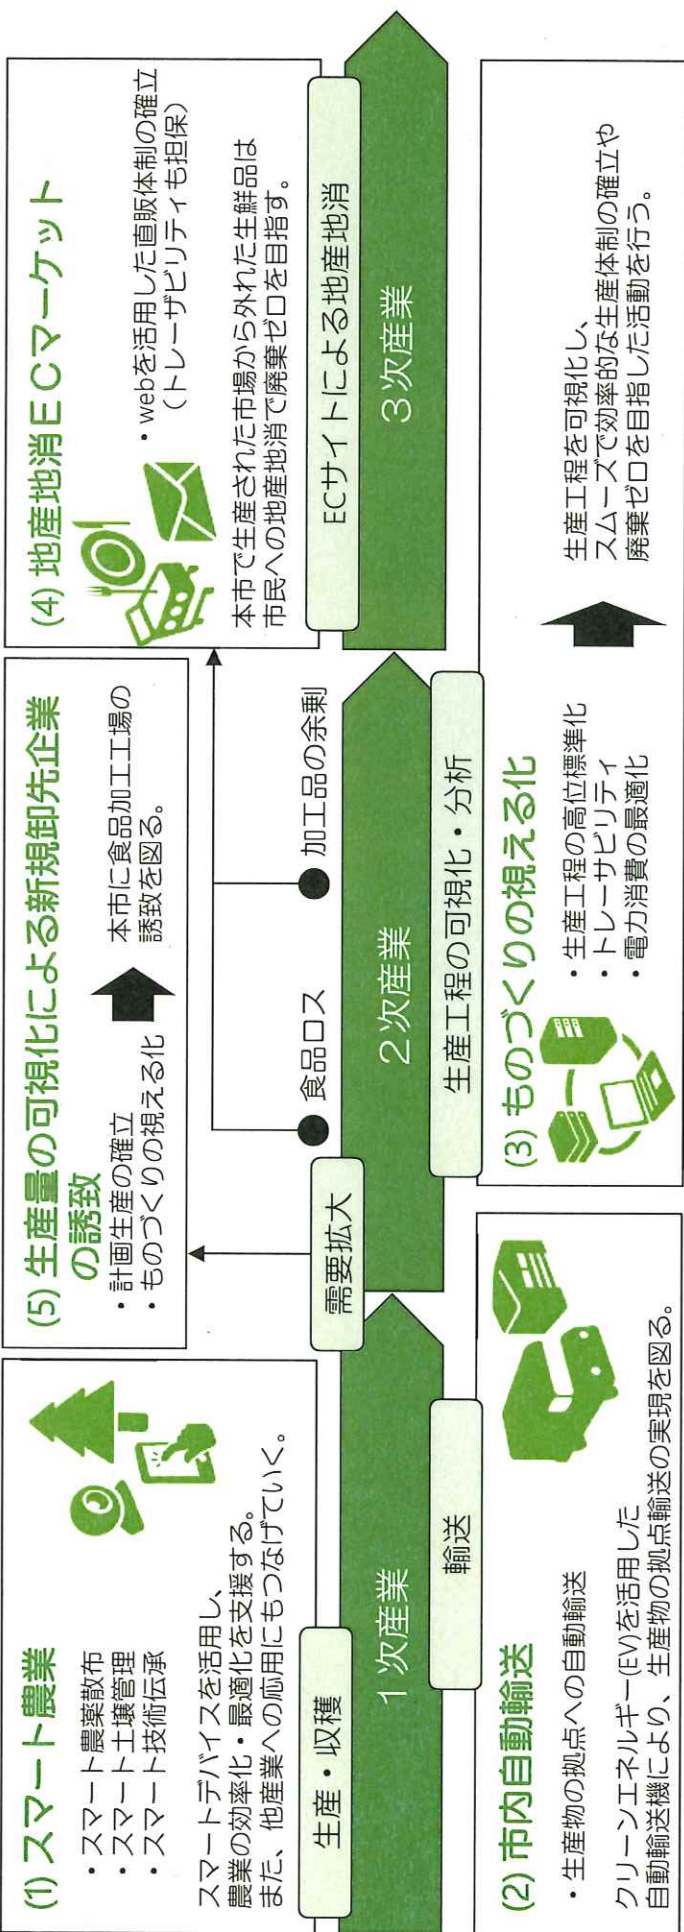 (1) スマート農業
・スマート農薬散布
・スマート土壌管理
・スマート技術伝承
スマートデバイスを活用し、
農業の効率化・最適化を支援する。
また、他産業への応用にもつなげていく。
生産・収穫
1次産業
輸送
(2) 市内自動輸送
・生産物の拠点への自動輸送
クリーンエネルギー(EV)を活用した
自動輸送機により、生産物の拠点輸送の実現を図る。
(5) 生産量の可視化による新規卸先企業
の誘致
・計画生産の確立
・ものづくりの視える化
本市に食品加工工場の
誘致を図る。
需要拡大
食品ロス
加工品の余剰
2次産業
生産工程の可視化・分析
(3) ものづくりの視える化
・生産工程の高位標準化
・トレーサビリティ
・電力消費の最適化
生産工程を可視化し、
スムーズで効率的な生産体制の確立や
廃棄ゼロを目指した活動を行う。
(4) 地産地消ECマーケット
・webを活用した直販体制の確立
（トレーザビリティも担保）
本市で生産された市場から外れた生鮮品は
市民への地産地消で廃棄ゼロを目指す。
ECサイトによる地産地消
3次産業